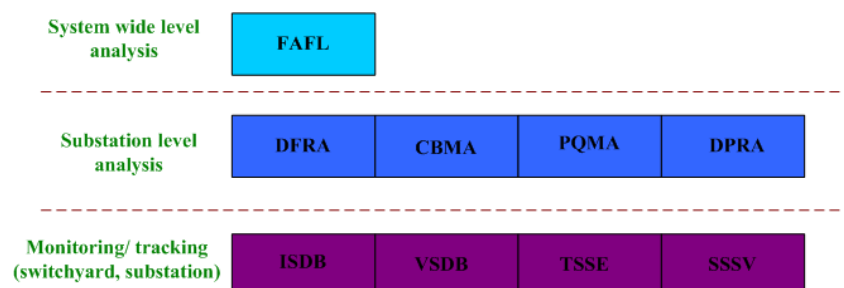 System wide level
analysis
FAFL
Substation level
analysis
DFRA
CBMA
PQMA
DPRA
Monitoring/ tracking
(switchyard, substation)
ISDB
VSDB
TSSE
SSSV